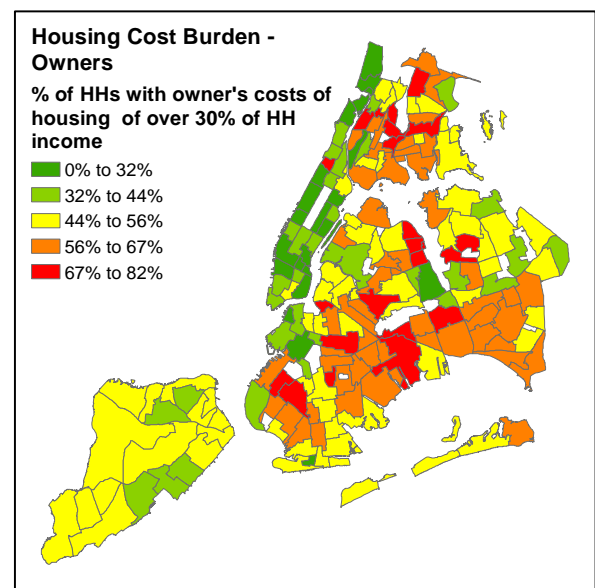 Housing Cost Burden -
Owners
% of HHs with owner's costs of
housing of over 30% of HH
income
0% to 32%
32% to 44%
44% to 56%
56% to 67%
67% to 82%